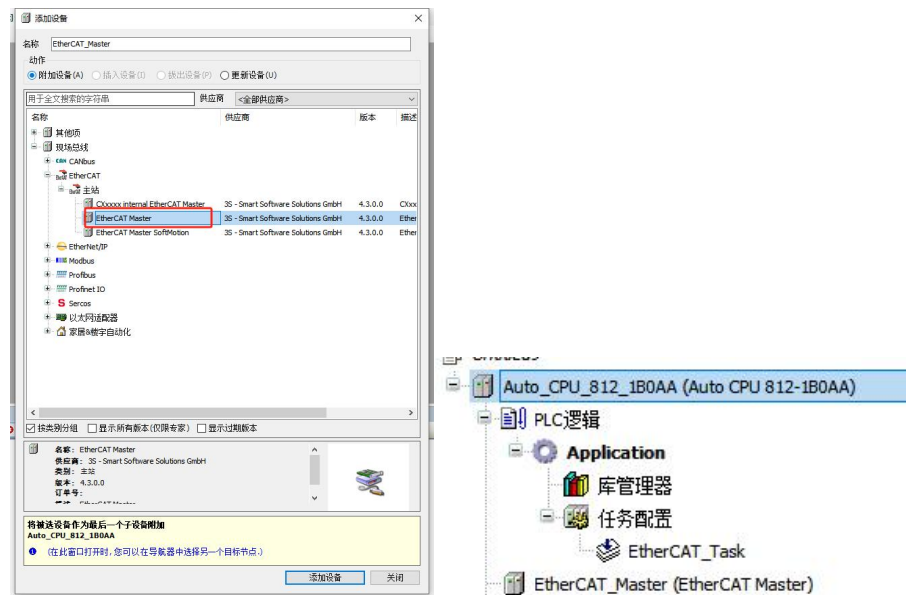 添加设备
名称 EtherCAT_Master
动作
附加设备(A) 插入设备(I) 拔出设备(P) 更新设备(U)
用于全文搜索的字符串 供应商 <全部供应商>
名称 供应商 版本 描述
其他项
现场总线
CAN CANbus
EtherCAT
主站
CXxxxx internal EtherCAT Master 3S - Smart Software Solutions GmbH 4.3.0.0 CXxx
EtherCAT Master 3S - Smart Software Solutions GmbH 4.3.0.0 Ether
EtherCAT Master SoftMotion 3S - Smart Software Solutions GmbH 4.3.0.0 Ether
EtherNet/IP
Modbus
Profibus
Profinet IO
Sercos
以太网适配器
家居&楼宇自动化
按类别分组 显示所有版本(仅限专家) 显示过期版本
名称: EtherCAT Master
供应商: 3S - Smart Software Solutions GmbH
类别: 主站
版本: 4.3.0.0
订单号:
将被选设备作为最后一个子设备附加
Auto_CPU_812_1B0AA
(在此窗口打开时,您可以在导航器中选择另一个目标节点.)
添加设备 关闭
Auto_CPU_812_1B0AA (Auto CPU 812-1B0AA)
PLC逻辑
Application
库管理器
任务配置
EtherCAT_Task
EtherCAT_Master (EtherCAT Master)